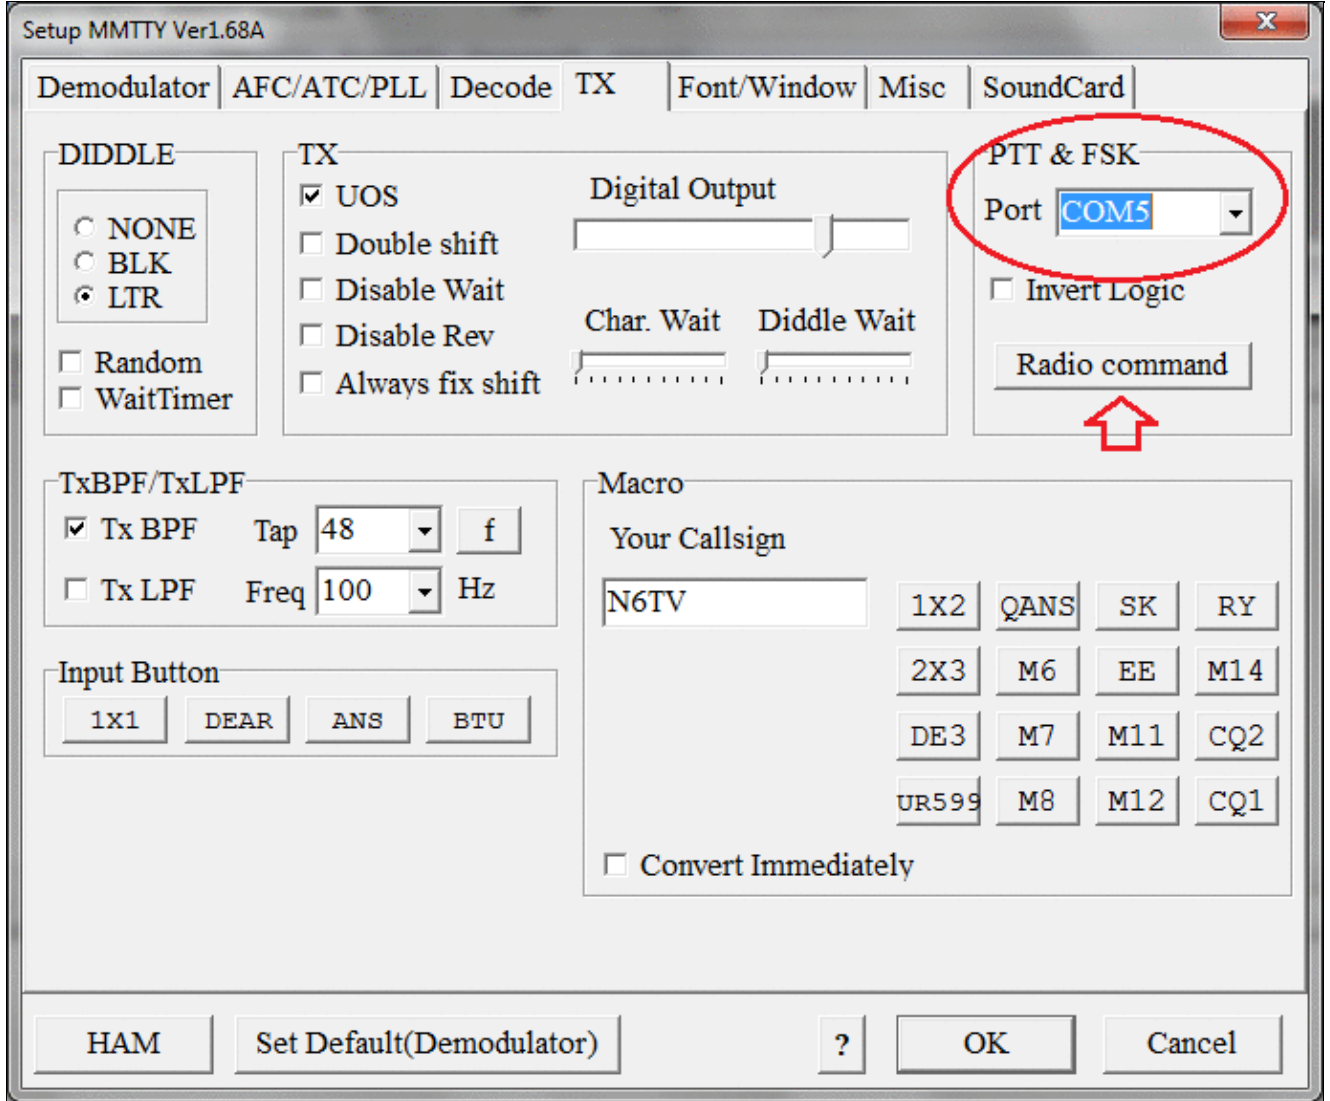 Setup MMTTY Ver1.68A
Demodulator AFC/ATC/PLL Decode TX Font/Window Misc SoundCard
DIDDLE
NONE
BLK
LTR
Random
WaitTimer
TX
UOS
Double shift
Disable Wait
Disable Rev
Always fix shift
Digital Output
Char. Wait Diddle Wait
PTT & FSK
Port COM5
Invert Logic
Radio command
TxBPF/TxLPF
Tx BPF Tap 48 f
Tx LPF Freq 100 Hz
Input Button
1X1 DEAR ANS BTU
Macro
Your Callsign
N6TV
1X2 QANS SK RY
2X3 M6 EE M14
DE3 M7 M11 CQ2
UR599 M8 M12 CQ1
Convert Immediately
HAM Set Default(Demodulator) ? OK Cancel